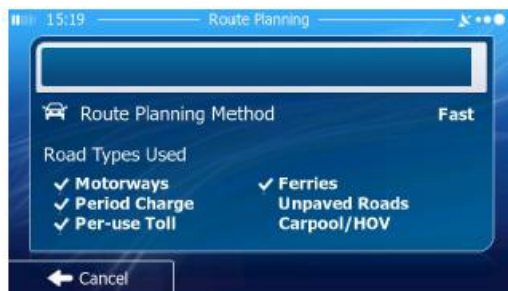 15:19 Route Planning
Route Planning Method Fast
Road Types Used
Motorways Ferries
Period Charge Unpaved Roads
Per-use Toll Carpool/HOV
Cancel